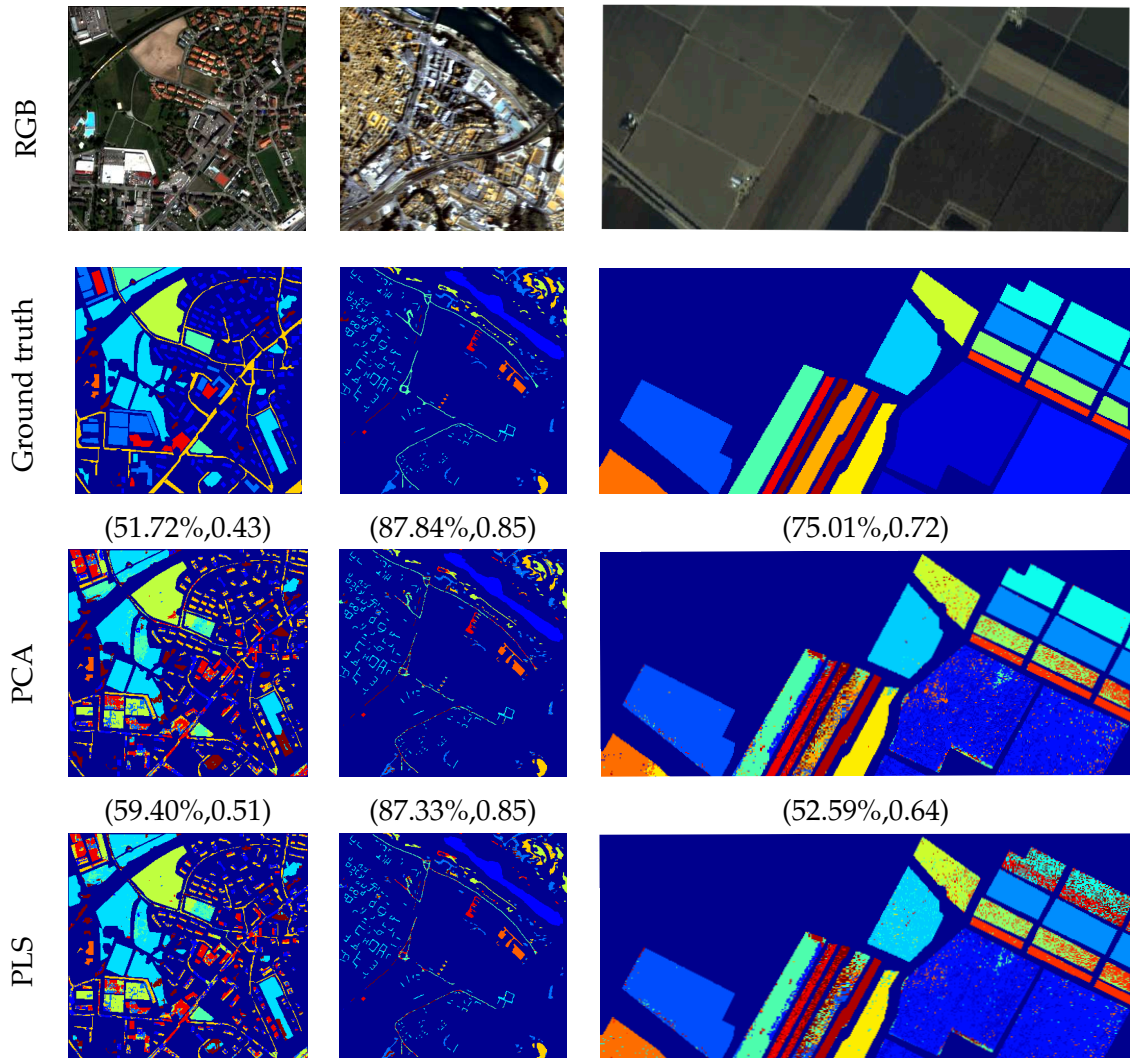 RGB
Ground truth
(51.72%,0.43) (87.84%,0.85) (75.01%,0.72)
PCA
(59.40%,0.51) (87.33%,0.85) (52.59%,0.64)
PLS